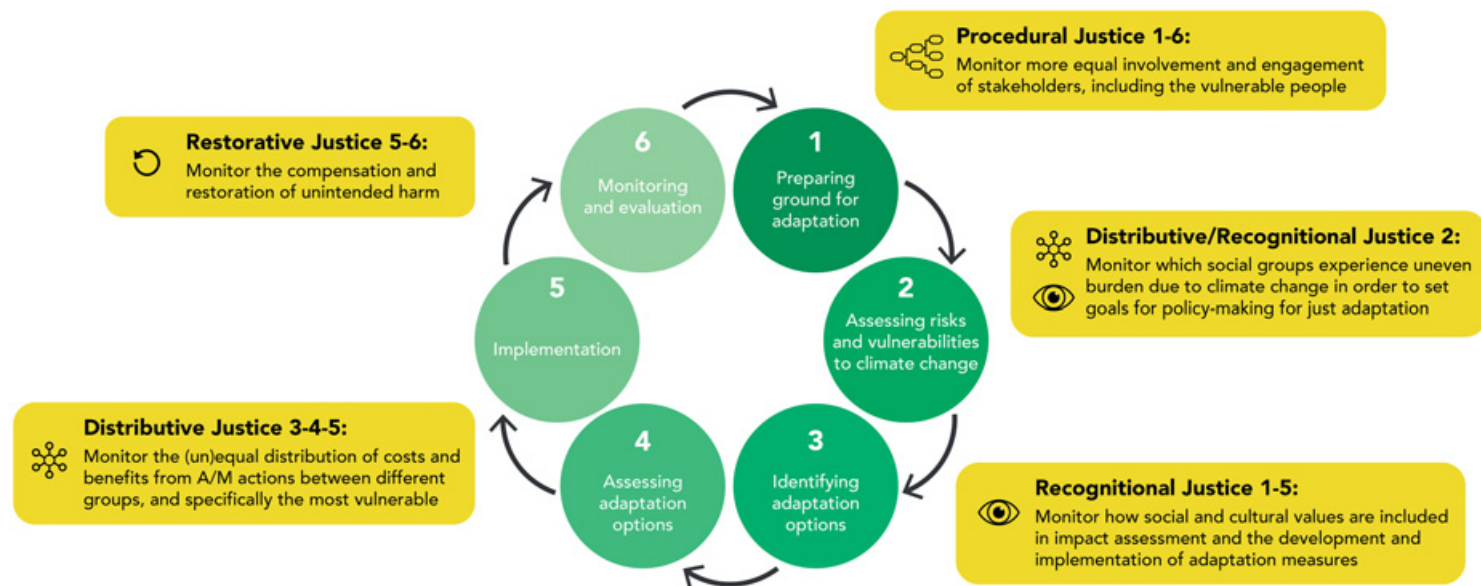 Procedural Justice 1-6:
Monitor more equal involvement and engagement
of stakeholders, including the vulnerable people
Restorative Justice 5-6:
Monitor the compensation and
restoration of unintended harm
6
Monitoring
and evaluation
1
Preparing
ground for
adaptation
Distributive/Recognitional Justice 2:
Monitor which social groups experience uneven
burden due to climate change in order to set
goals for policy-making for just adaptation
5
Implementation
2
Assessing risks
and vulnerabilities
to climate change
Distributive Justice 3-4-5:
Monitor the (un)equal distribution of costs and
benefits from A/M actions between different
groups, and specifically the most vulnerable
4
Assessing
adaptation
options
3
Identifying
adaptation
options
Recognitional Justice 1-5:
Monitor how social and cultural values are included
in impact assessment and the development and
implementation of adaptation measures